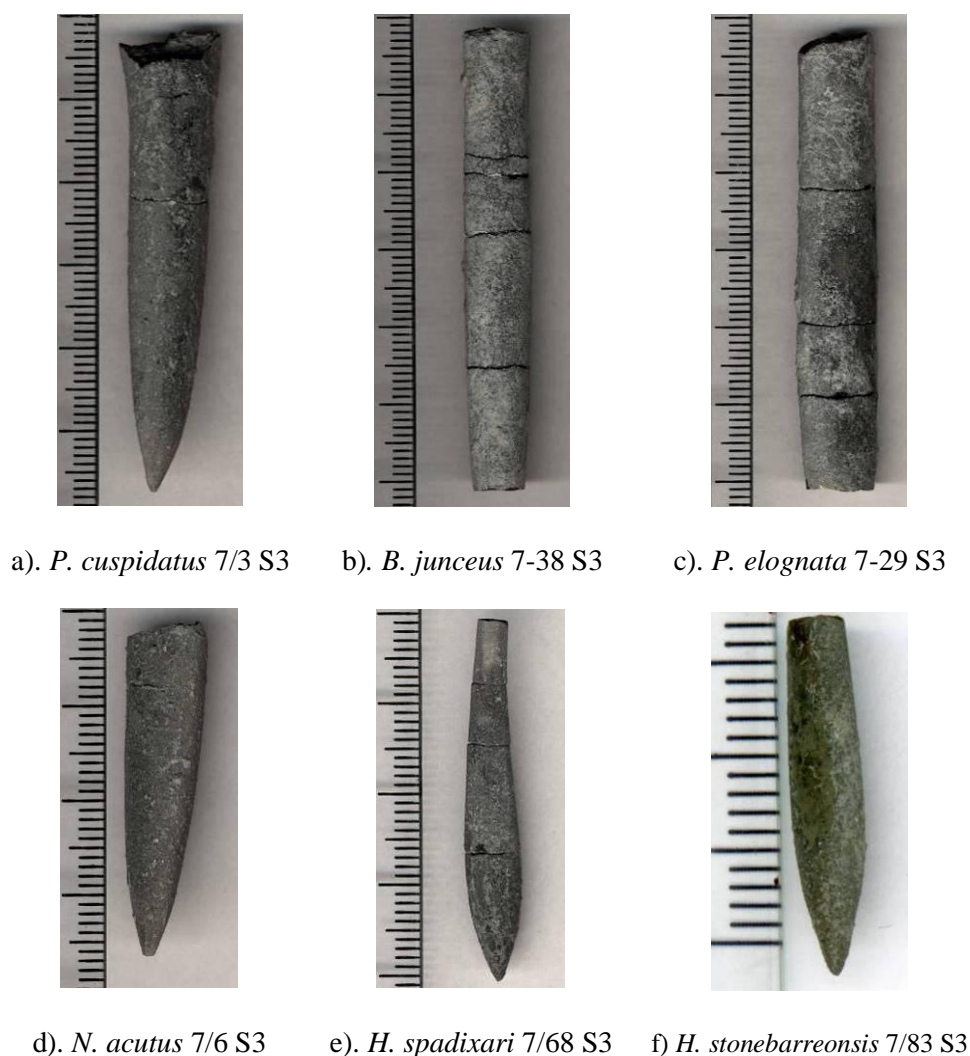 a). P. cuspidatus 7/3 S3 b). B. junceus 7-38 S3 c). P. elognata 7-29 S3
d). N. acutus 7/6 S3 e). H. spadixari 7/68 S3 f) H. stonebarreonsis 7/83 S3